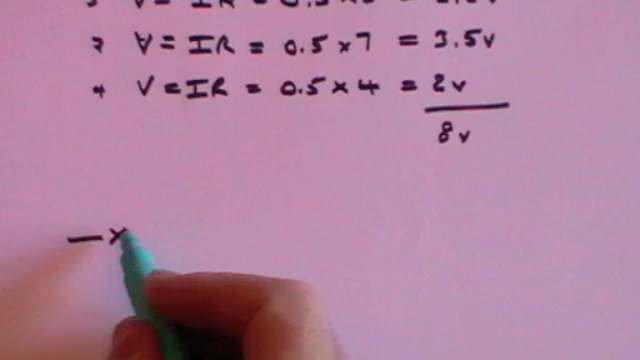 7 V = IR = 0.5 x 7 = 3.5v
4 V = IR = 0.5 x 4 = 2v
8v
— x